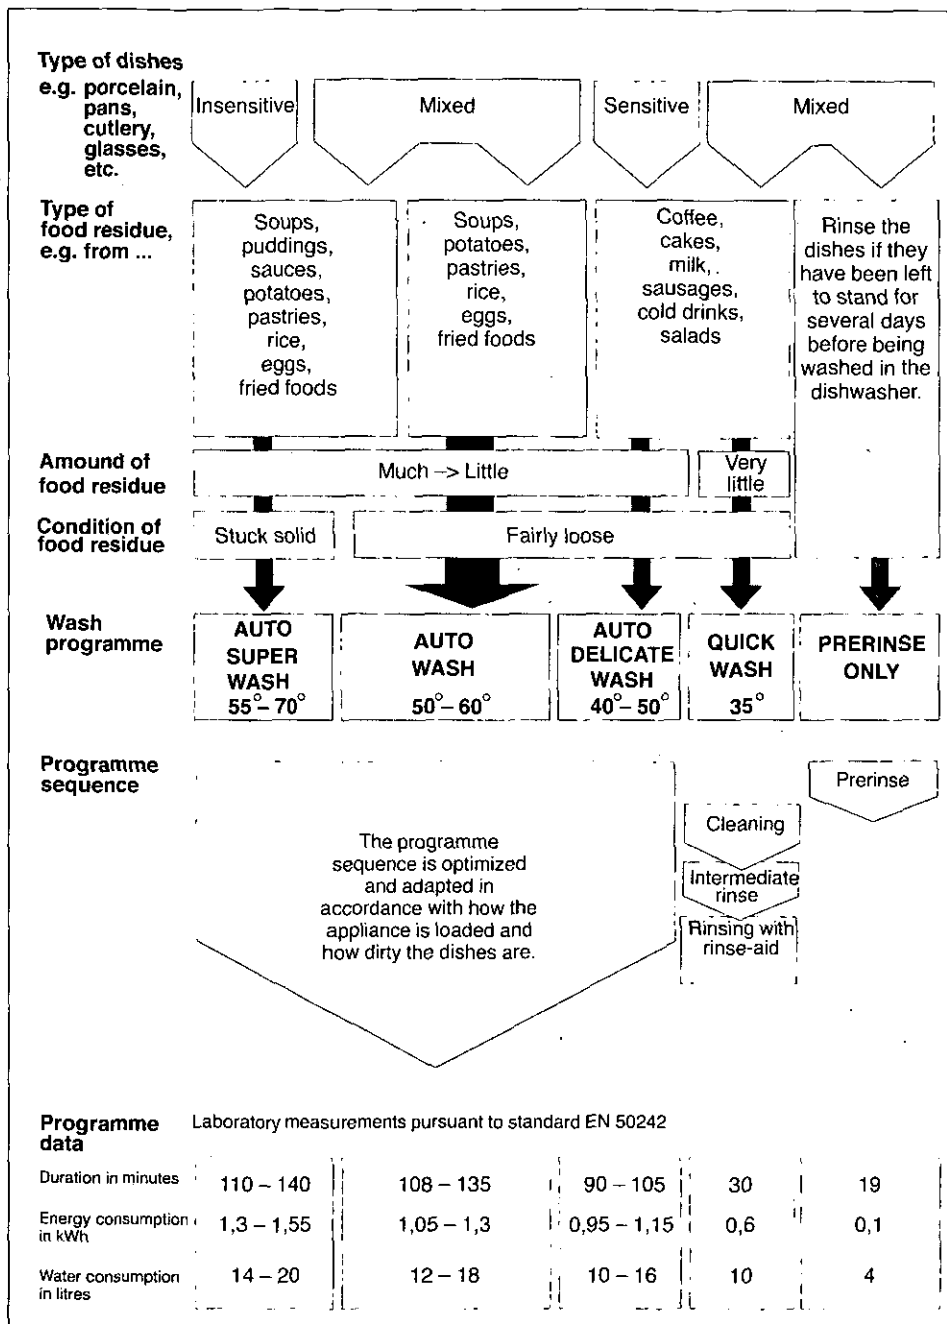 Type of dishes
e.g. porcelain,
pans,
cutlery,
glasses,
etc.
Insensitive
Mixed
Sensitive
Mixed
Type of
food residue,
e.g. from ...
Soups,
puddings,
sauces,
potatoes,
pastries,
rice,
eggs,
fried foods
Soups,
potatoes,
pastries,
rice,
eggs,
fried foods
Coffee,
cakes,
milk,
sausages,
cold drinks,
salads
Rinse the
dishes if they
have been left
to stand for
several days
before being
washed in the
dishwasher.
Amount of
food residue
Much –> Little
Very
little
Condition of
food residue
Stuck solid
Fairly loose
Wash
programme
AUTO
SUPER
WASH
55°– 70°
AUTO
WASH
50°– 60°
AUTO
DELICATE
WASH
40°– 50°
QUICK
WASH
35°
PRERINSE
ONLY
Programme
sequence
The programme
sequence is optimized
and adapted in
accordance with how the
appliance is loaded and
how dirty the dishes are.
Cleaning
Intermediate
rinse
Rinsing with
rinse-aid
Prerinse
Programme
data
Laboratory measurements pursuant to standard EN 50242
Duration in minutes 110 – 140 108 – 135 90 – 105 30 19
Energy consumption
in kWh 1,3 – 1,55 1,05 – 1,3 0,95 – 1,15 0,6 0,1
Water consumption
in litres 14 – 20 12 – 18 10 – 16 10 4